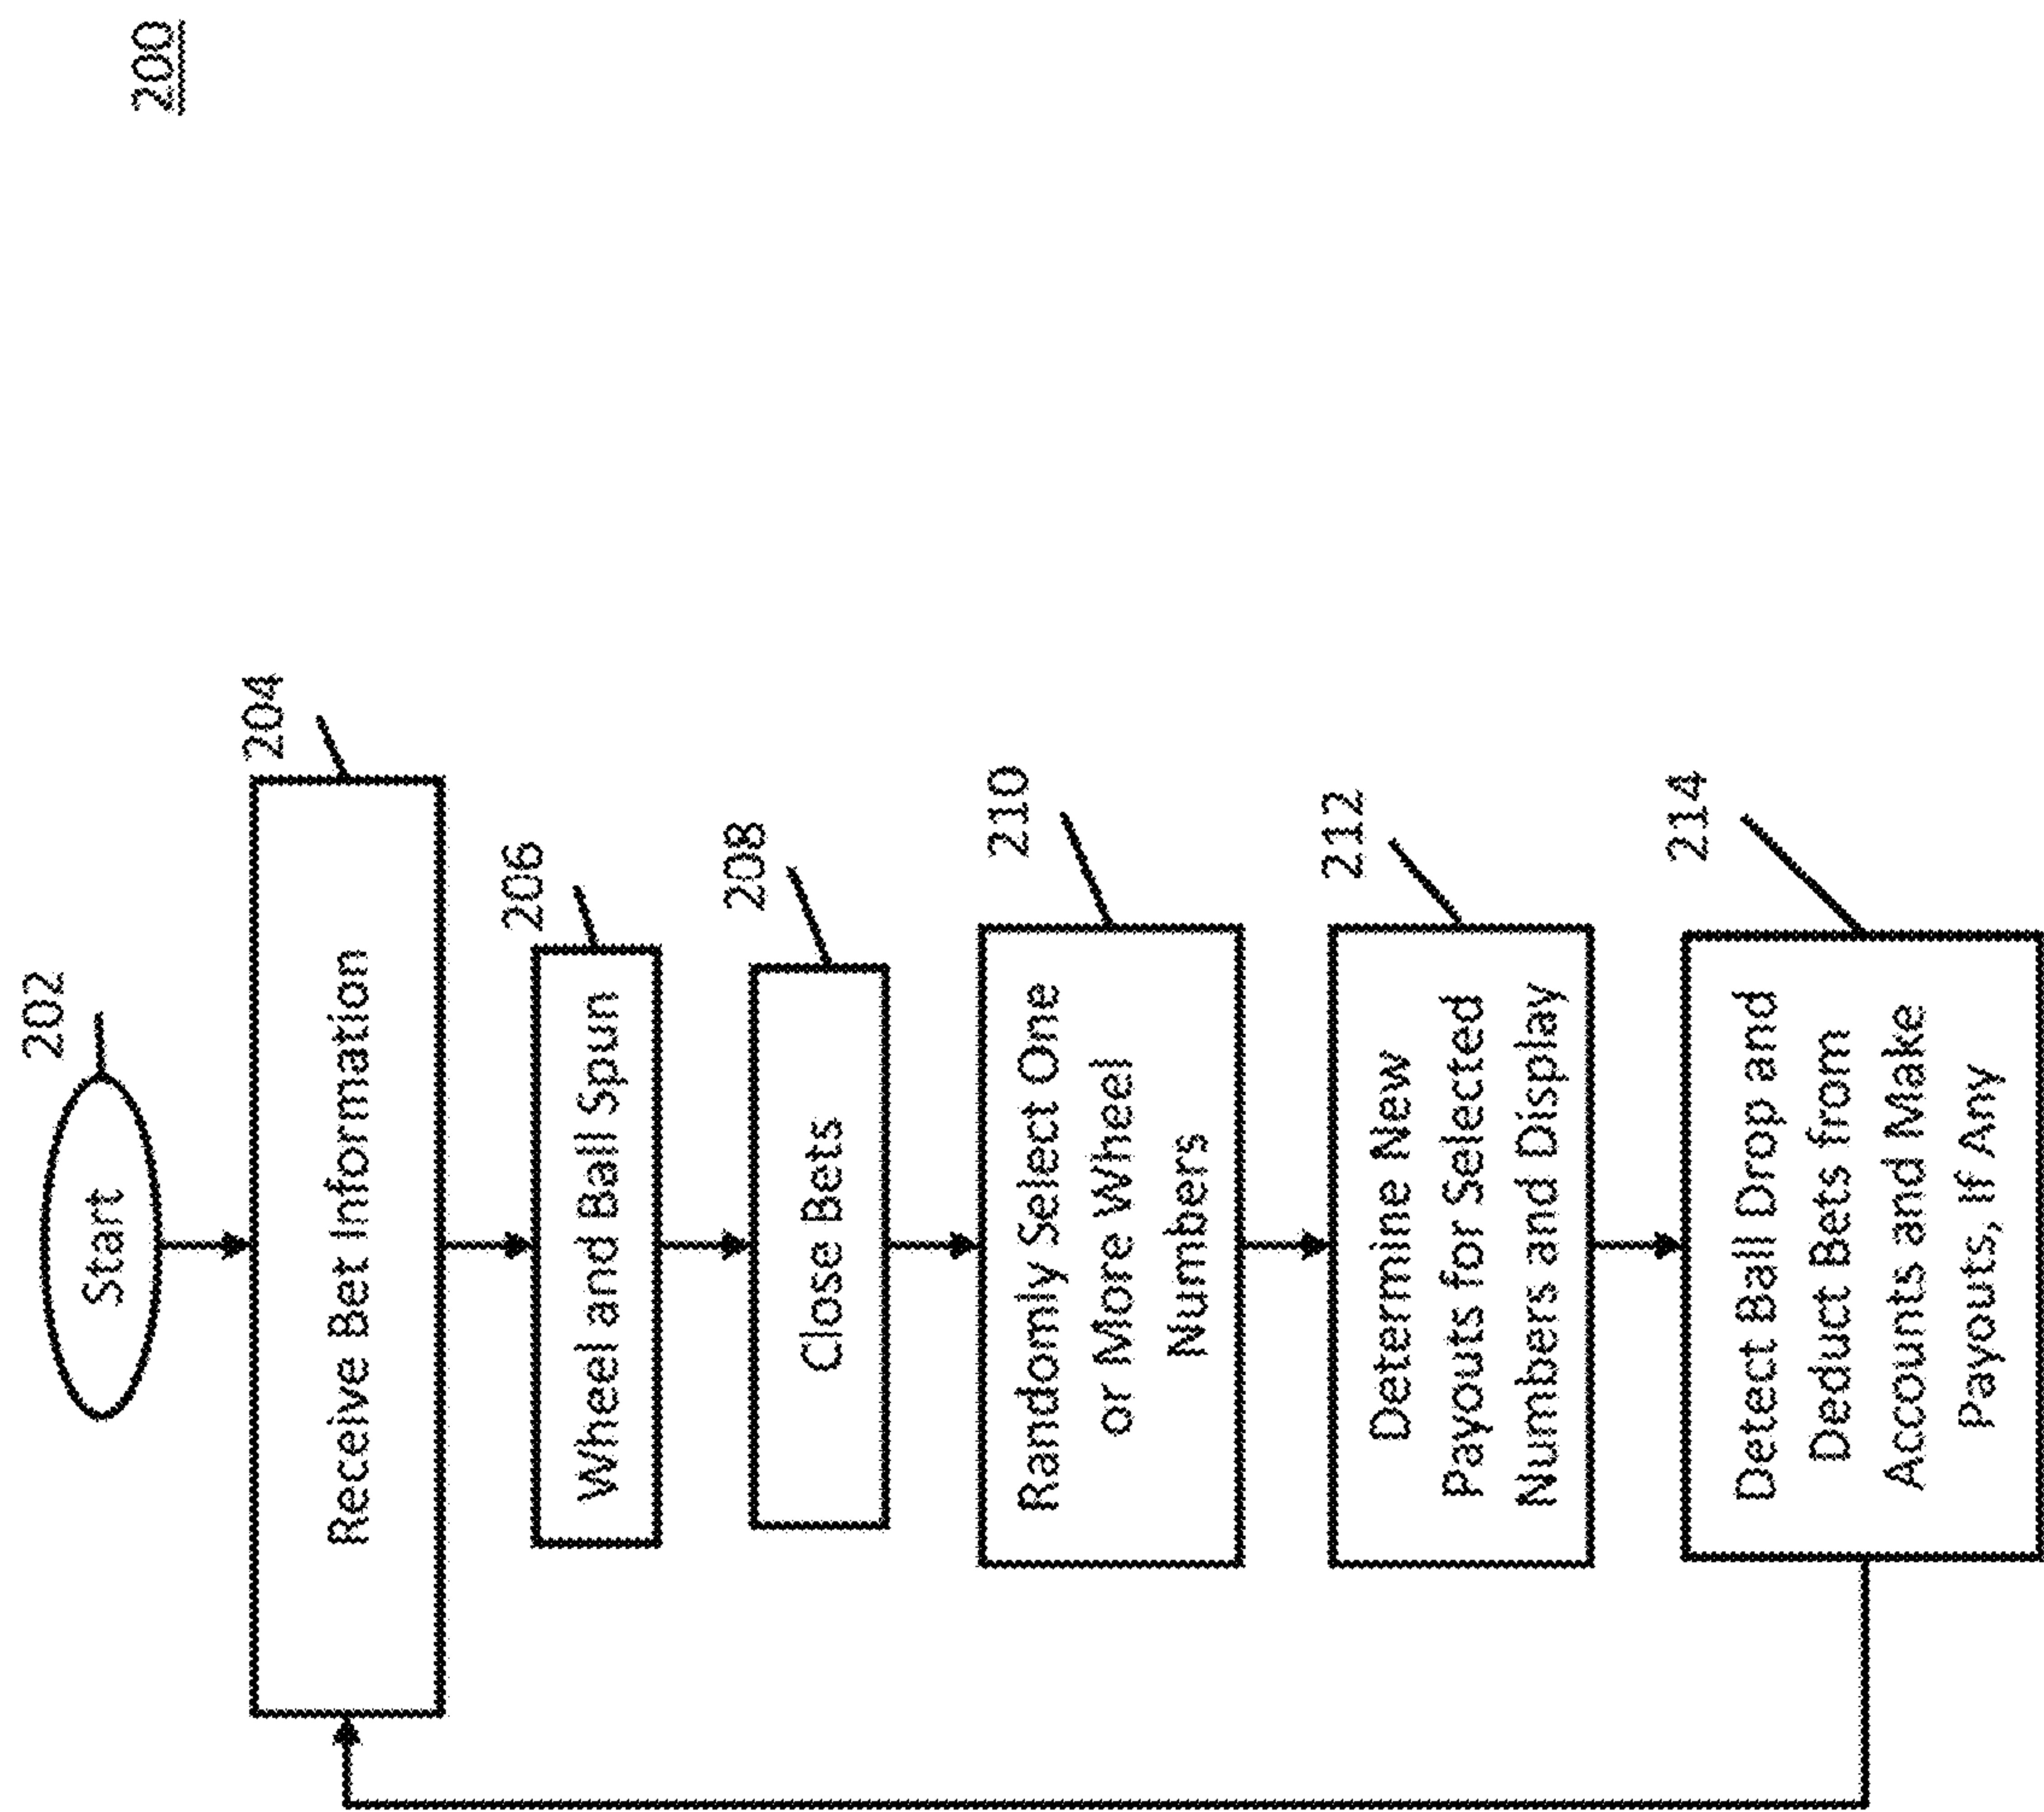 200
202
Start
204
Receive Bet Information
206
Wheel and Ball Spun
208
Close Bets
210
Randomly Select One
or More Wheel
Numbers
212
Determine New
Payouts for Selected
Numbers and Display
214
Detect Ball Drop and
Deduct Bets from
Accounts and Make
Payouts, If Any